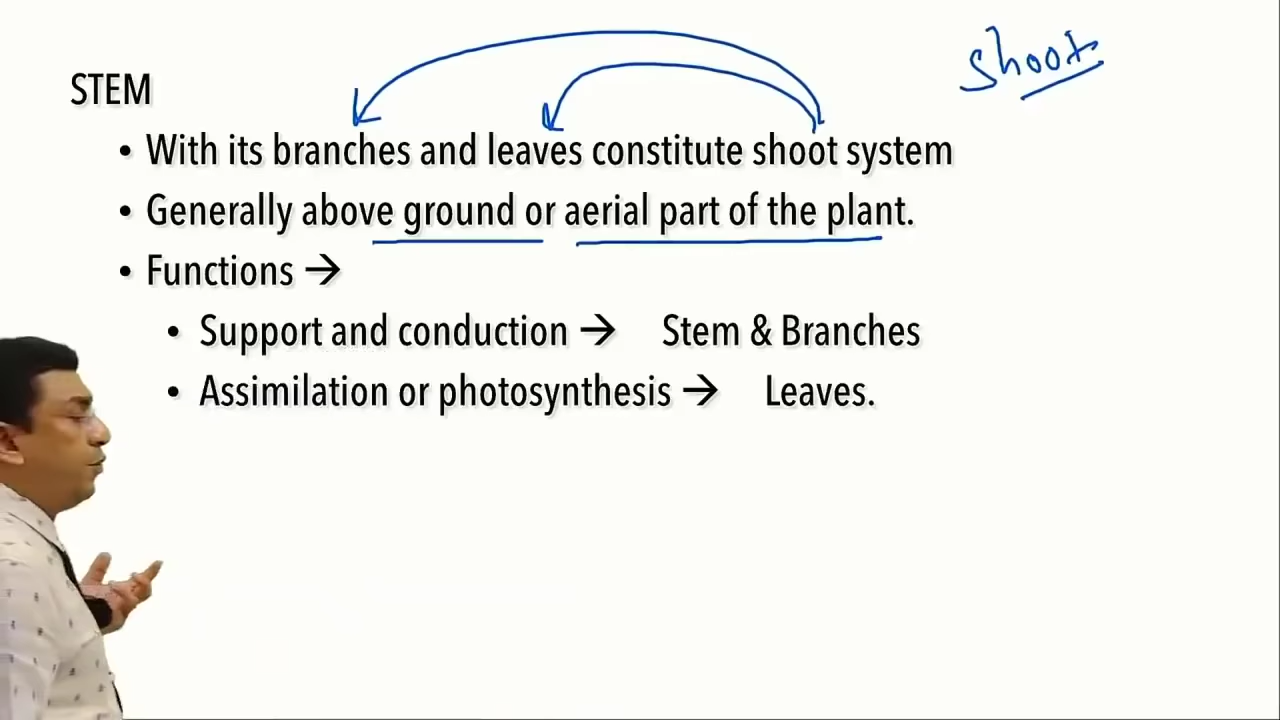 shoot
STEM
• With its branches and leaves constitute shoot system
• Generally above ground or aerial part of the plant.
• Functions →
• Support and conduction → Stem & Branches
• Assimilation or photosynthesis → Leaves.